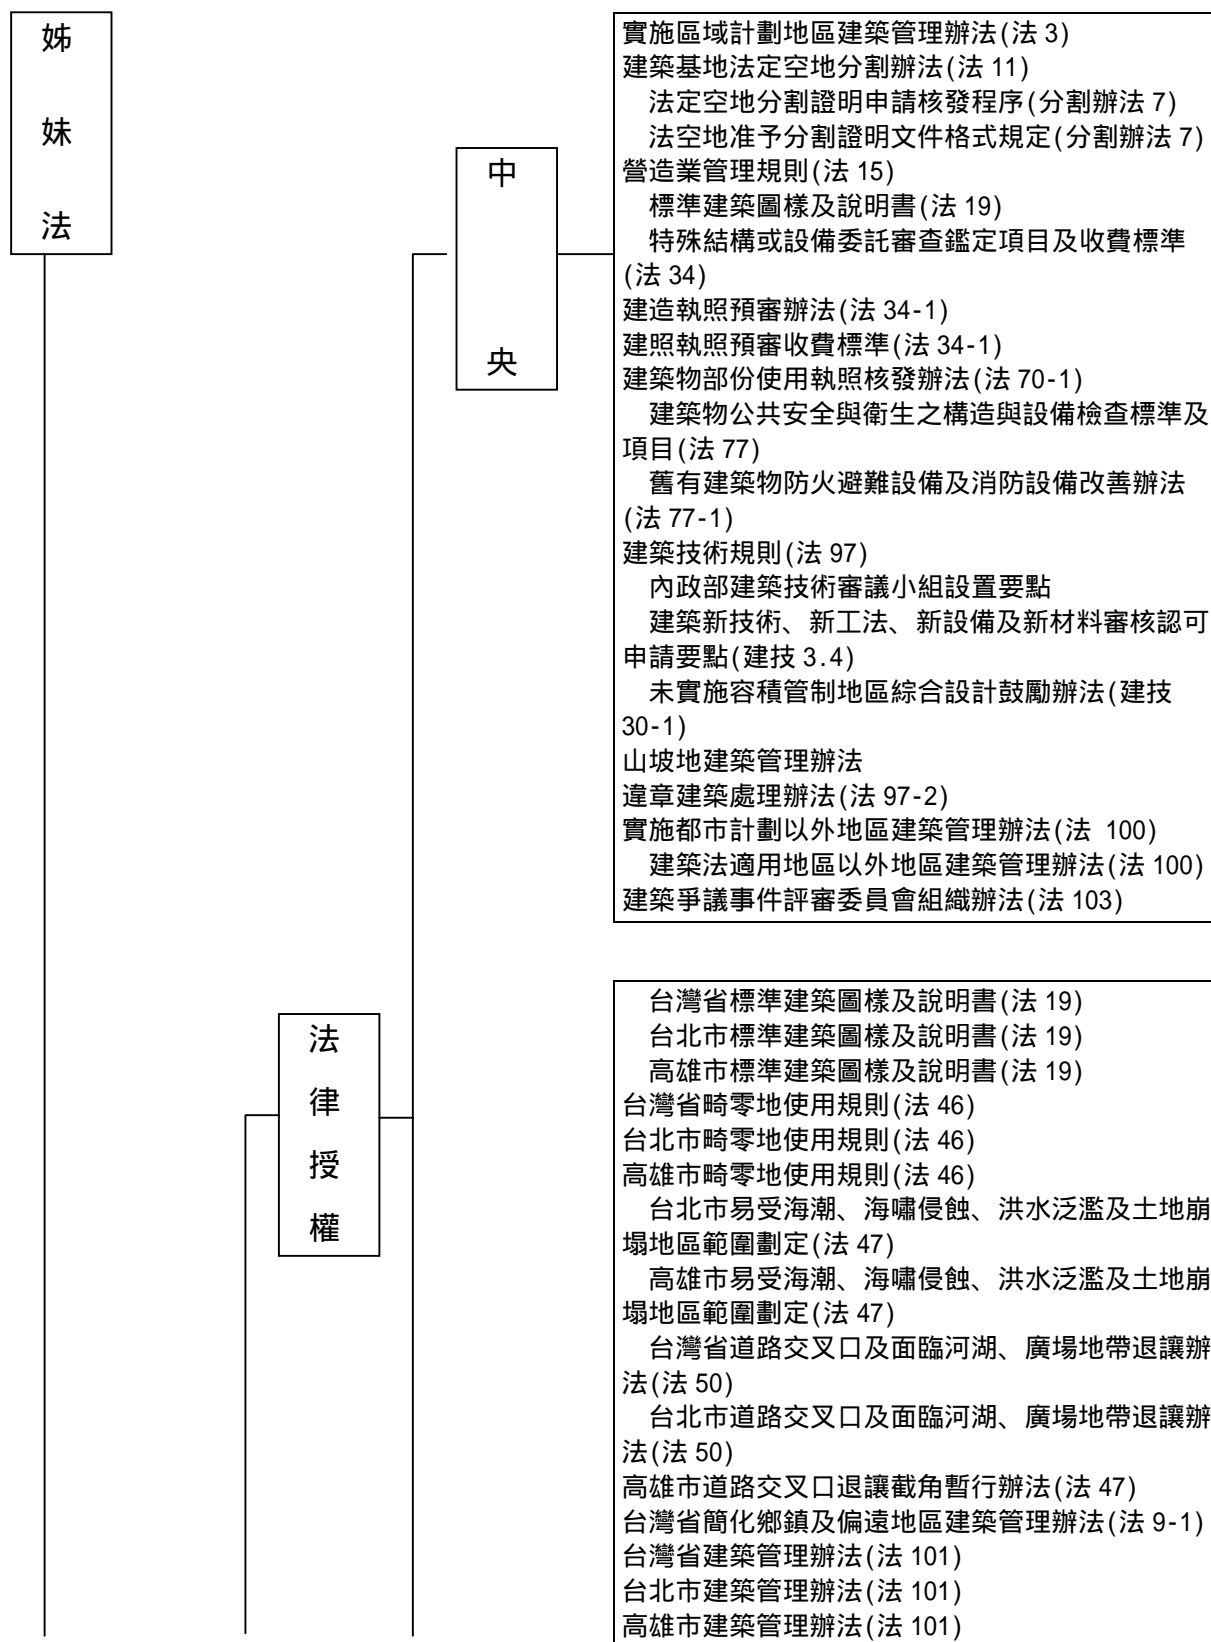 姊妹法
中央
實施區域計劃地區建築管理辦法(法 3)
建築基地法定空地分割辦法(法 11)
法定空地分割證明申請核發程序(分割辦法 7)
法空地准予分割證明文件格式規定(分割辦法 7)
營造業管理規則(法 15)
標準建築圖樣及說明書(法 19)
特殊結構或設備委託審查鑑定項目及收費標準
(法 34)
建造執照預審辦法(法 34-1)
建照執照預審收費標準(法 34-1)
建築物部份使用執照核發辦法(法 70-1)
建築物公共安全與衛生之構造與設備檢查標準及
項目(法 77)
舊有建築物防火避難設備及消防設備改善辦法
(法 77-1)
建築技術規則(法 97)
內政部建築技術審議小組設置要點
建築新技術、新工法、新設備及新材料審核認可
申請要點(建技 3.4)
未實施容積管制地區綜合設計鼓勵辦法(建技
30-1)
山坡地建築管理辦法
違章建築處理辦法(法 97-2)
實施都市計劃以外地區建築管理辦法(法 100)
建築法適用地區以外地區建築管理辦法(法 100)
建築爭議事件評審委員會組織辦法(法 103)
法律授權
台灣省標準建築圖樣及說明書(法 19)
台北市標準建築圖樣及說明書(法 19)
高雄市標準建築圖樣及說明書(法 19)
台灣省畸零地使用規則(法 46)
台北市畸零地使用規則(法 46)
高雄市畸零地使用規則(法 46)
台北市易受海潮、海嘯侵蝕、洪水泛濫及土地崩
塌地區範圍劃定(法 47)
高雄市易受海潮、海嘯侵蝕、洪水泛濫及土地崩
塌地區範圍劃定(法 47)
台灣省道路交叉口及面臨河湖、廣場地帶退讓辦
法(法 50)
台北市道路交叉口及面臨河湖、廣場地帶退讓辦
法(法 50)
高雄市道路交叉口退讓截角暫行辦法(法 47)
台灣省簡化鄉鎮及偏遠地區建築管理辦法(法 9-1)
台灣省建築管理辦法(法 101)
台北市建築管理辦法(法 101)
高雄市建築管理辦法(法 101)